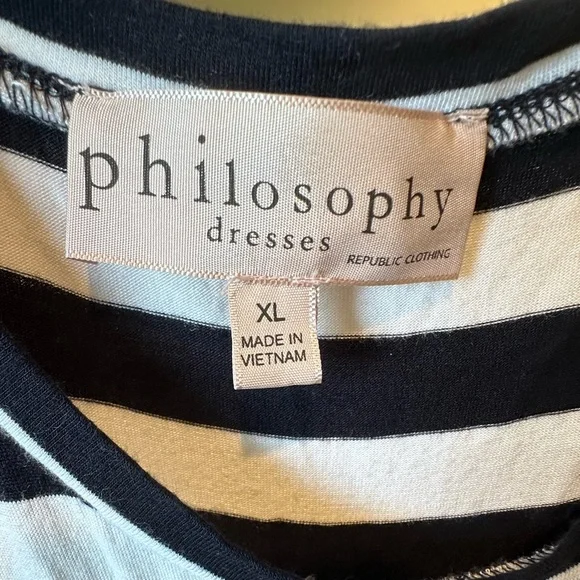 philosophy
dresses
REPUBLIC CLOTHING
XL
MADE IN
VIETNAM